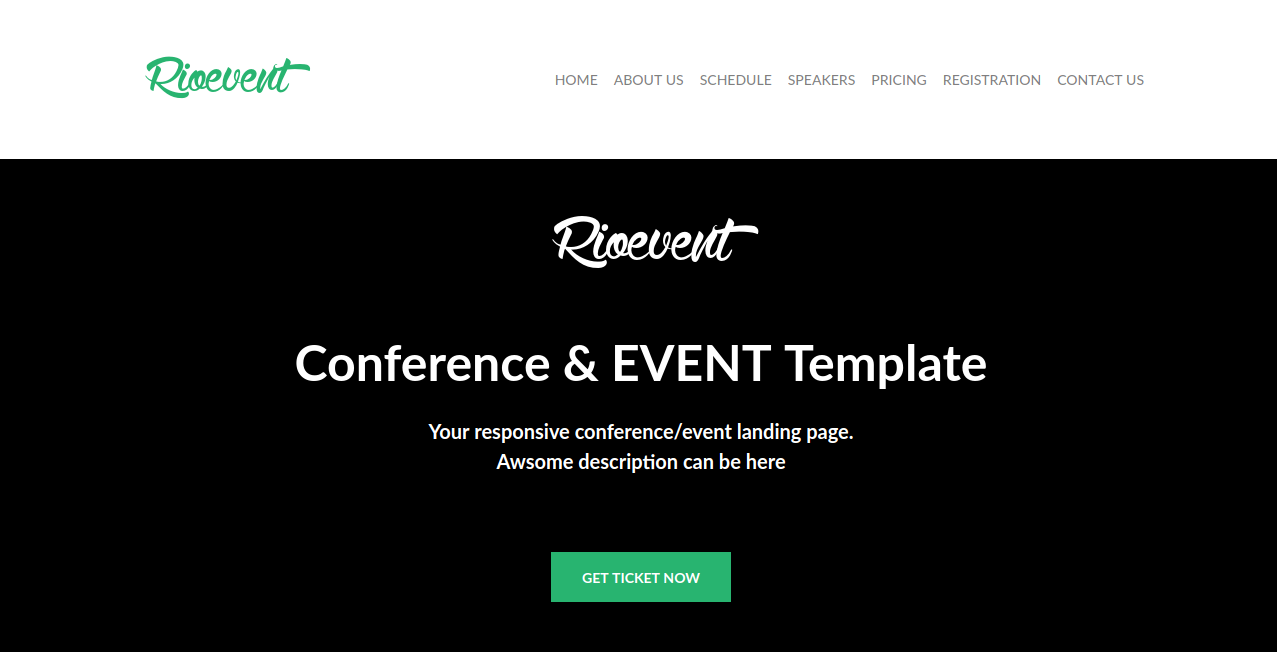 Rioevent
HOME ABOUT US SCHEDULE SPEAKERS PRICING REGISTRATION CONTACT US
Rioevent
Conference & EVENT Template
Your responsive conference/event landing page.
Awsome description can be here
GET TICKET NOW